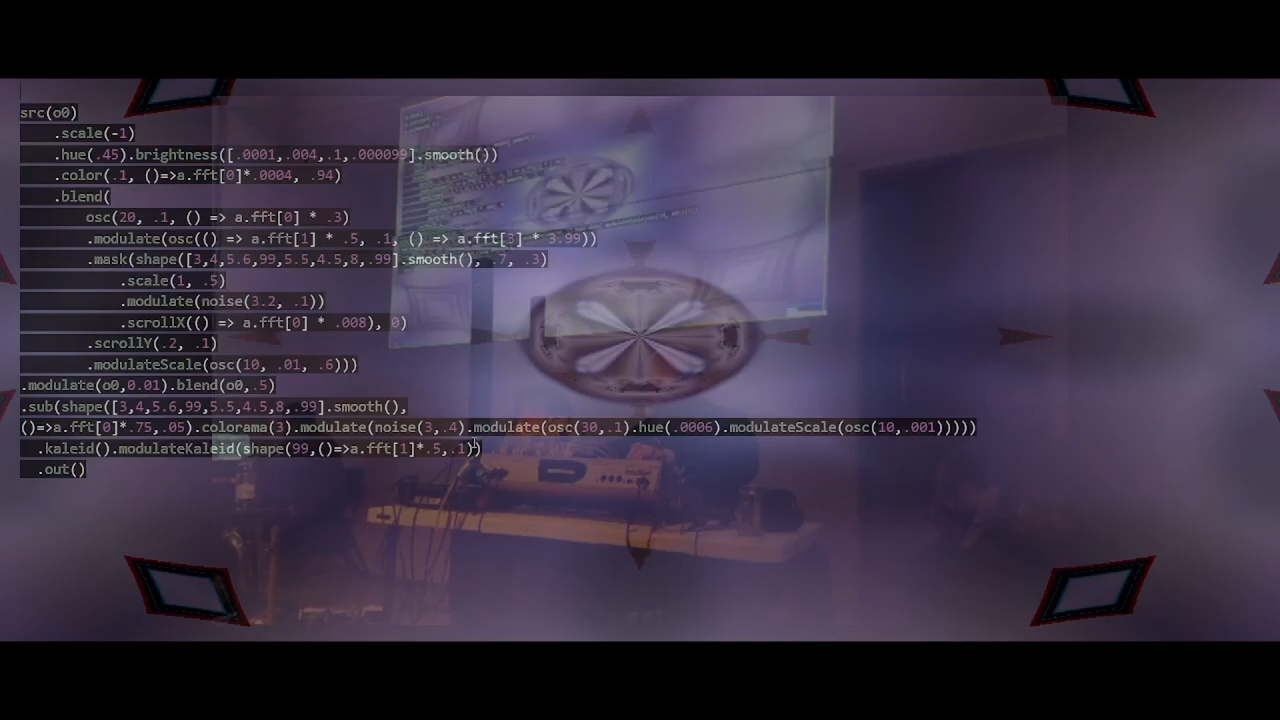 src(o0)
.scale(-1)
.hue(.45).brightness([.0001,.004,.1,.000099].smooth())
.color(.1, ()=>a.fft[0]*.0004, .94)
.blend(
osc(20, .1, () => a.fft[0] * .3)
.modulate(osc(() => a.fft[1] * .5, .1, () => a.fft[3] * 3.99))
.mask(shape([3,4,5.6,99,5.5,4.5,8,.99].smooth(), .7, .3)
.scale(1, .5)
.modulate(noise(3.2, .1))
.scrollX(() => a.fft[0] * .008), 0)
.scrollY(.2, .1)
.modulateScale(osc(10, .01, .6)))
.modulate(o0,0.01).blend(o0,.5)
.sub(shape([3,4,5.6,99,5.5,4.5,8,.99].smooth(),
()=>a.fft[0]*.75,.05).colorama(3).modulate(noise(3,.4).modulate(osc(30,.1).hue(.0006).modulateScale(osc(10,.001)))))
.kaleid().modulateKaleid(shape(99,()=>a.fft[1]*.5,.1))
.out()